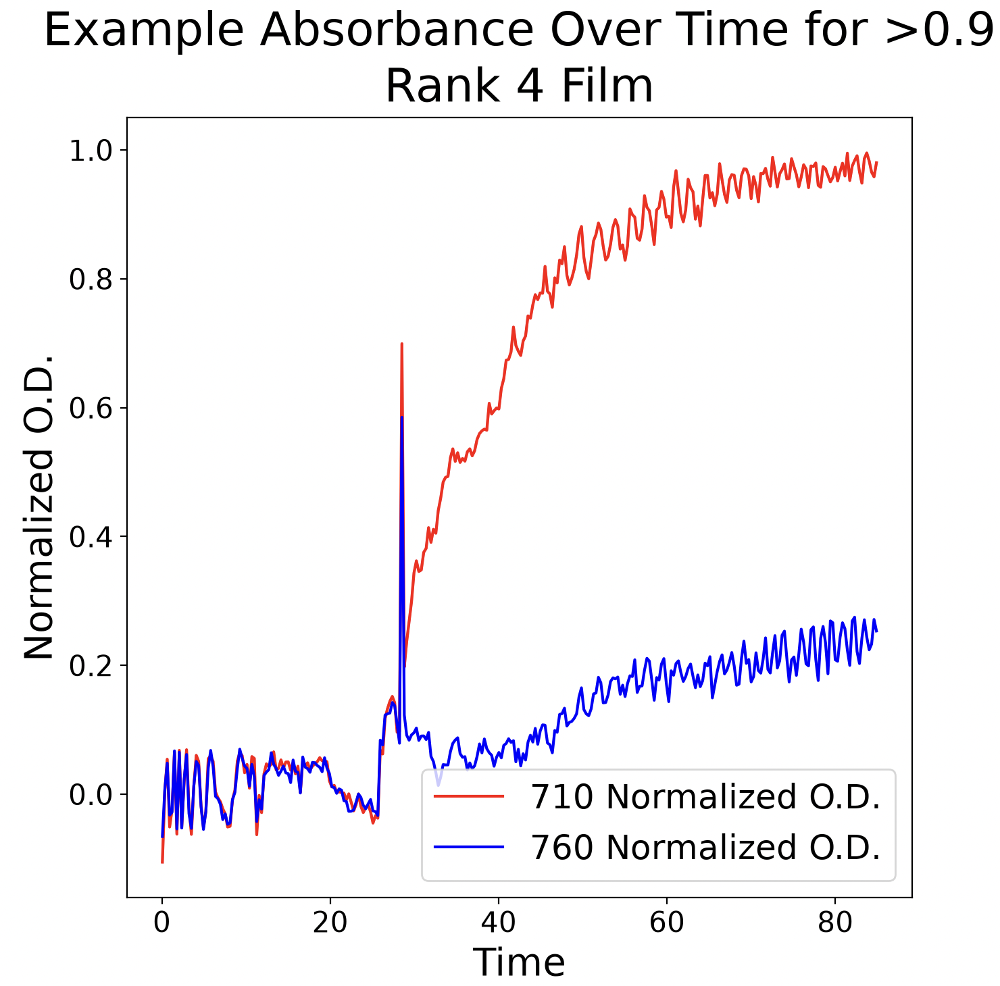 Example Absorbance Over Time for >0.9
Rank 4 Film
Normalized O.D.
1.0
0.8
0.6
0.4
0.2
0.0
0 20 40 60 80
Time
710 Normalized O.D.
760 Normalized O.D.